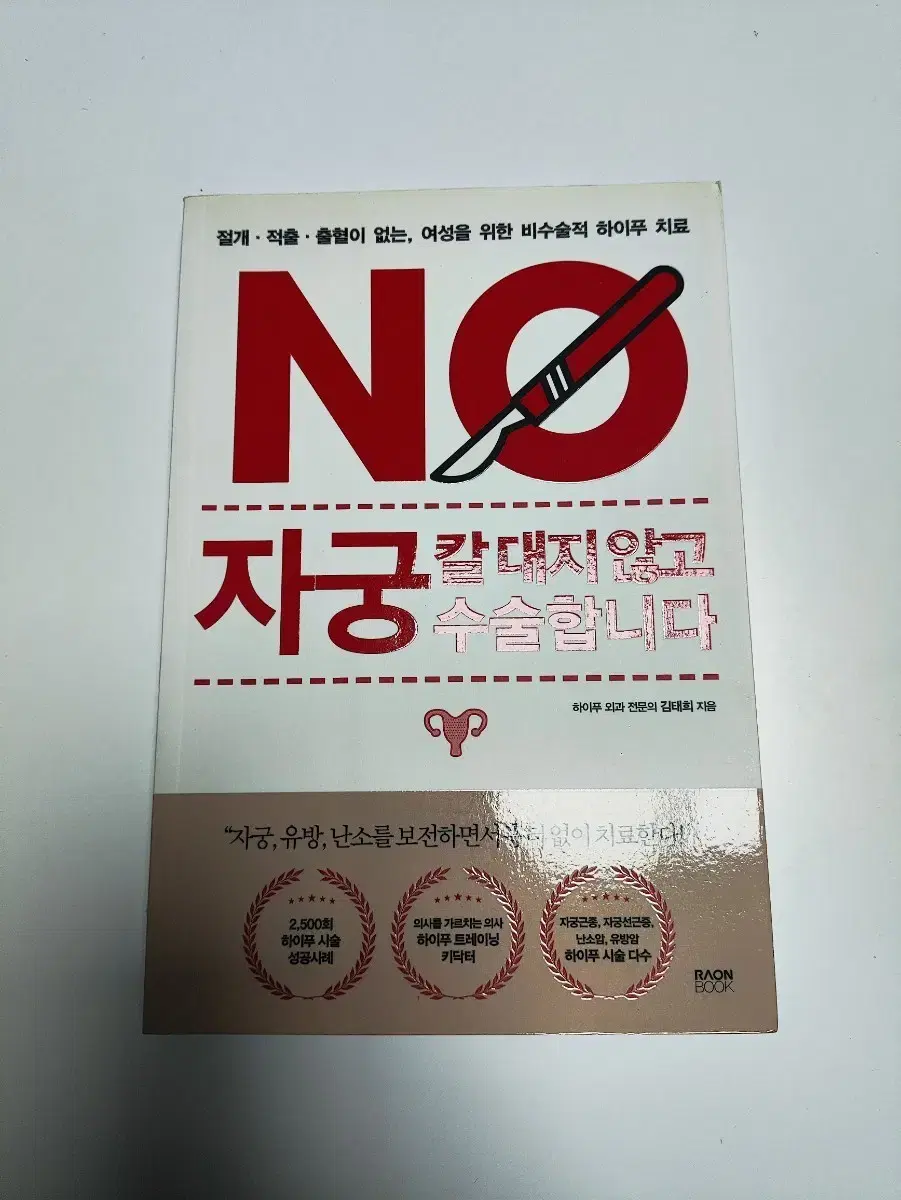 절개 · 적출 · 출혈이 없는, 여성을 위한 비수술적 하이푸 치료
NO
자궁 칼 대지 않고
수술합니다
하이푸 외과 전문의 김태희 지음
“자궁, 유방, 난소를 보전하면서 없이 치료한다!”
2,500회
하이푸 시술
성공사례
의사를 가르치는 의사
하이푸 트레이닝
키닥터
자궁근종, 자궁선근증,
난소암, 유방암
하이푸 시술 다수
RAON
BOOK